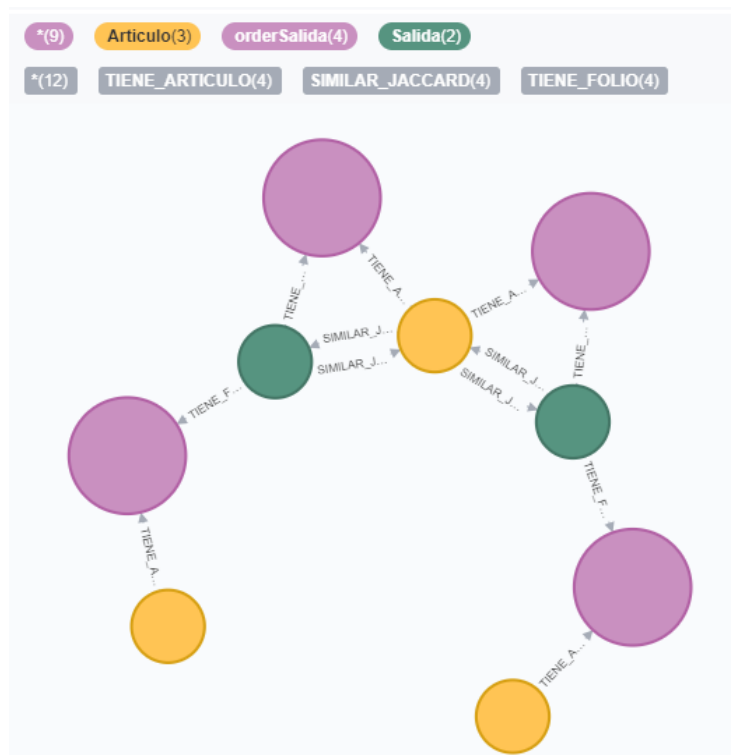 *(9) Articulo(3) orderSalida(4) Salida(2)
*(12) TIENE_ARTICULO(4) SIMILAR_JACCARD(4) TIENE_FOLIO(4)
TIENE_A...
TIENE_...
TIENE_A...
SIMILAR_J...
SIMILAR_J...
SIMILAR_J...
SIMILAR_J...
TIENE_...
TIENE_F...
TIENE_F...
TIENE_A...
TIENE_A...